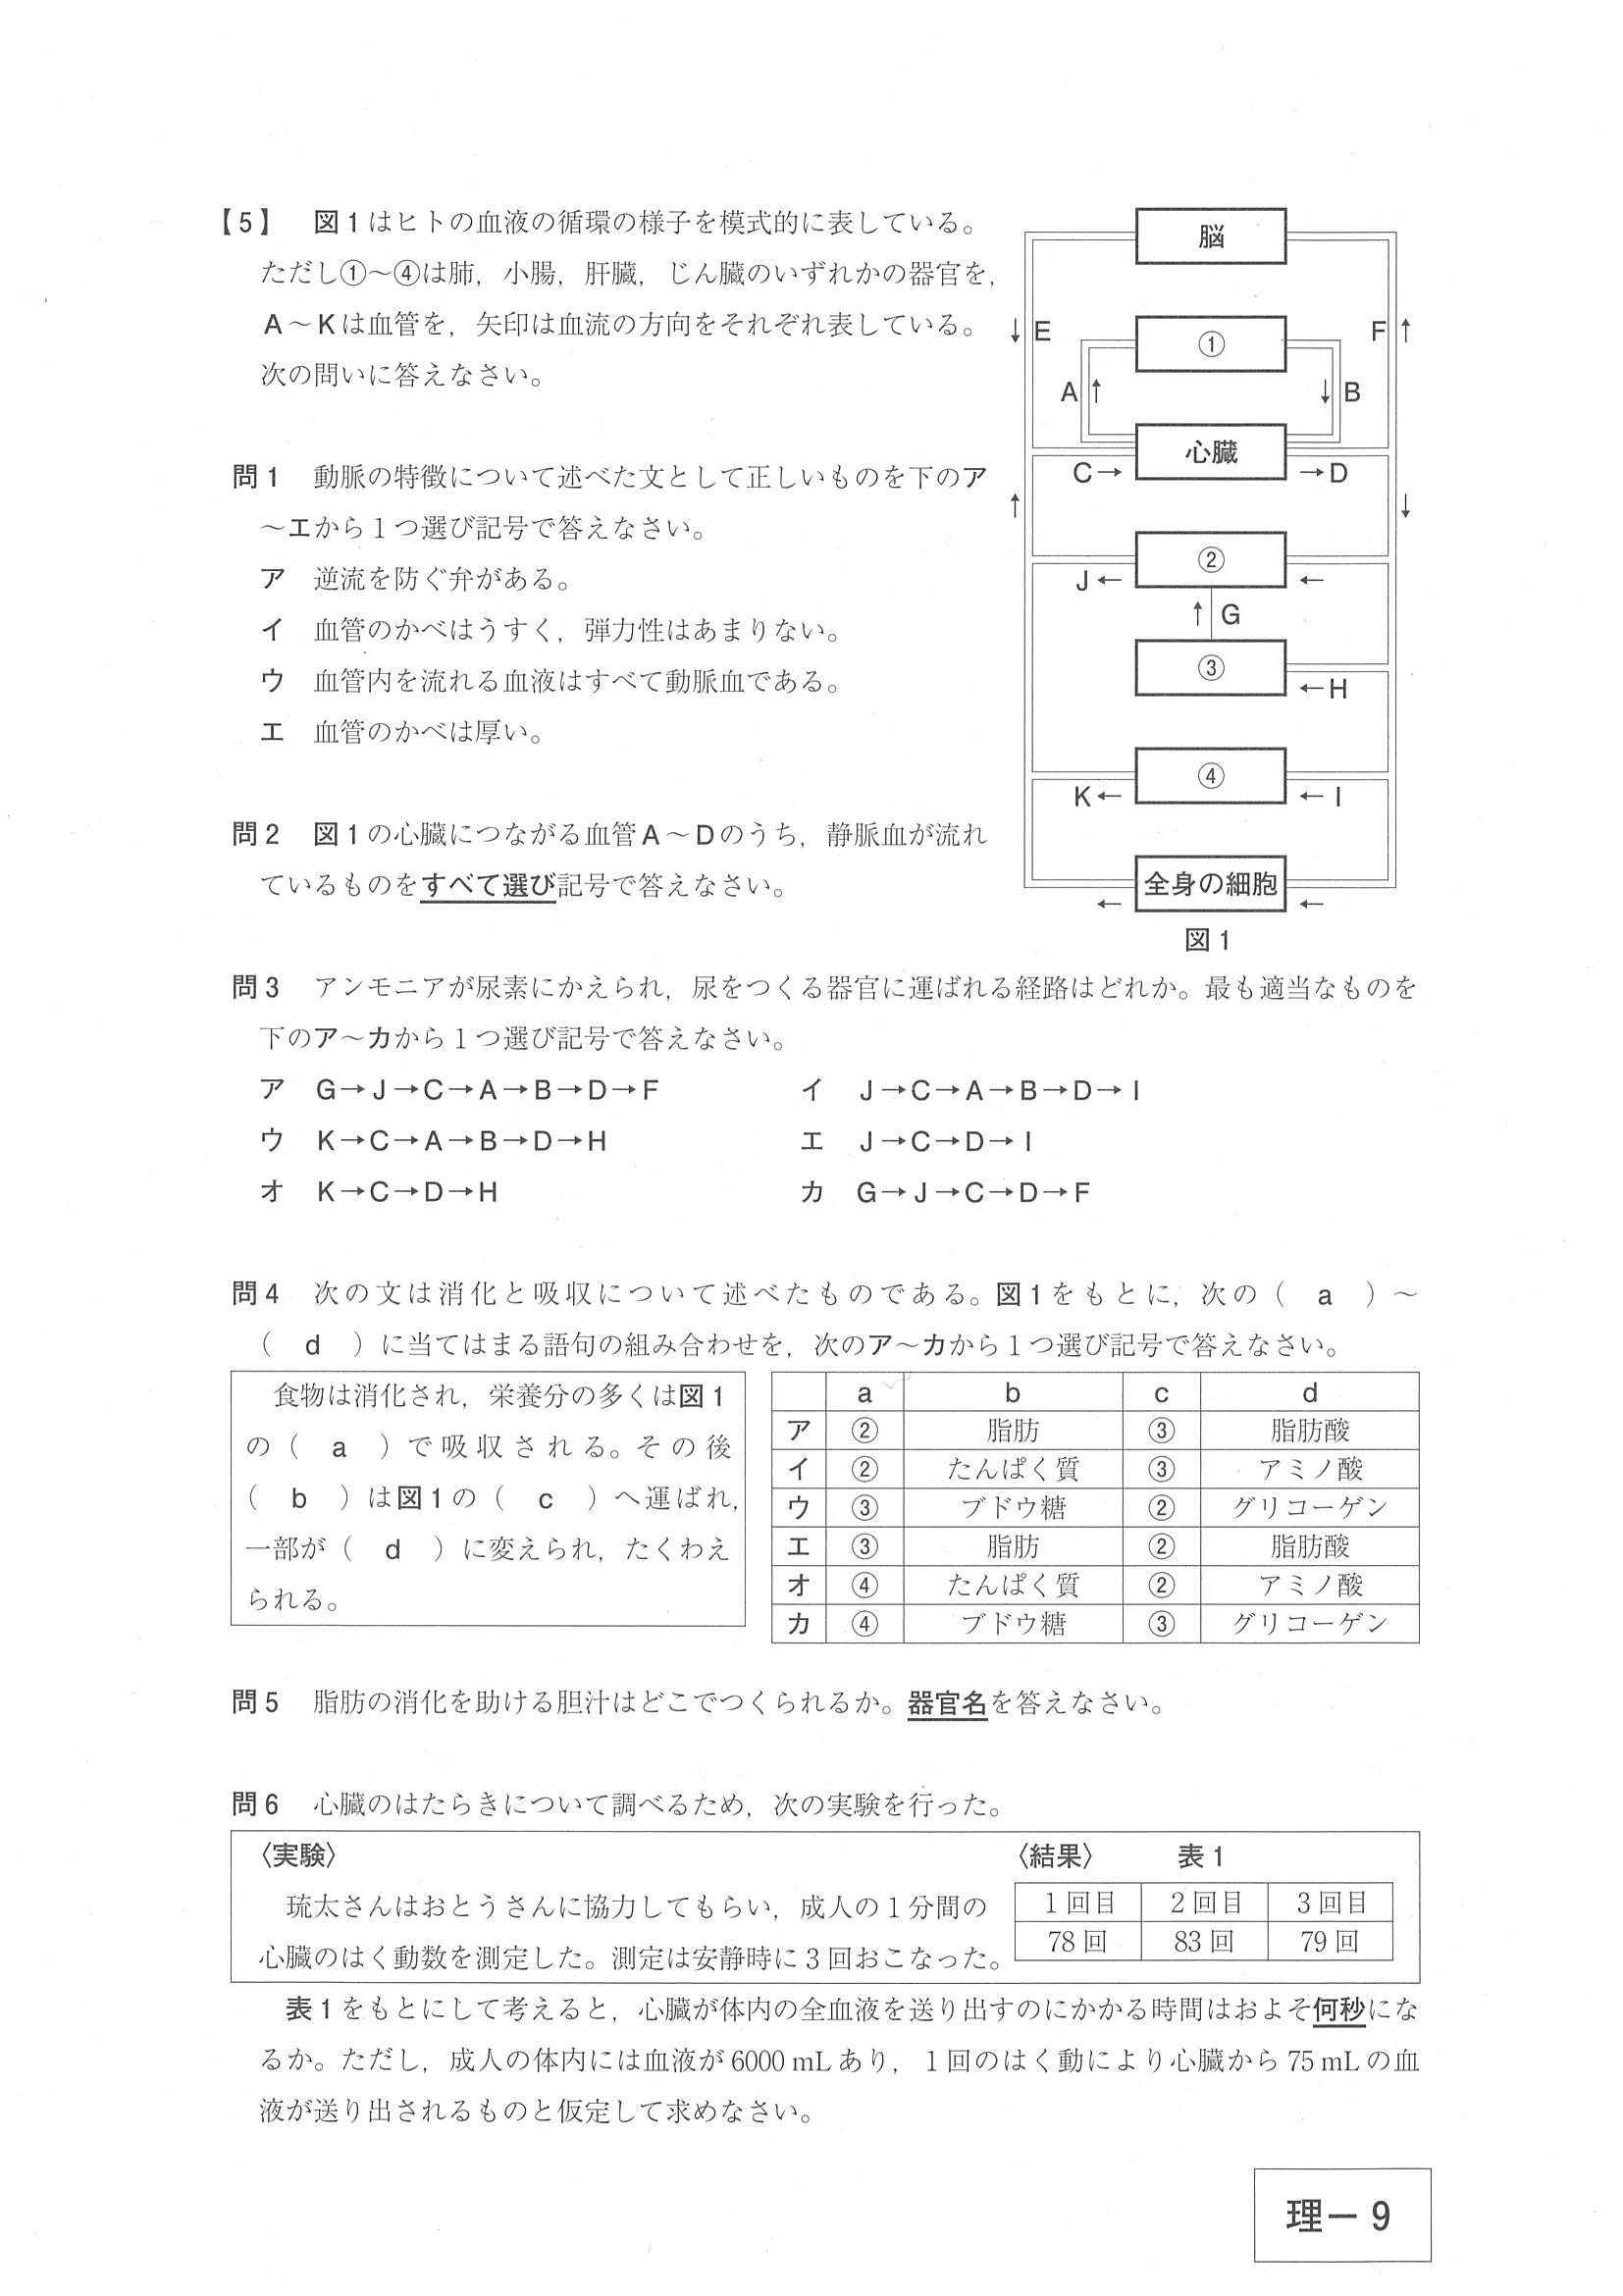 【5】　図1はヒトの血液の循環の様子を模式的に表している。
ただし①～④は肺，小腸，肝臓，じん臓のいずれかの器官を，
A～Kは血管を，矢印は血流の方向をそれぞれ表している。
次の問いに答えなさい。
問1　動脈の特徴について述べた文として正しいものを下のア
～エから1つ選び記号で答えなさい。
ア　逆流を防ぐ弁がある。
イ　血管のかべはうすく，弾力性はあまりない。
ウ　血管内を流れる血液はすべて動脈血である。
エ　血管のかべは厚い。
問2　図1の心臓につながる血管A～Dのうち，静脈血が流れ
ているものをすべて選び記号で答えなさい。
脳
↓E
F↑
①
A↑
↓B
心臓
C→
→D
↑
↓
②
J←
←
↑G
③
←H
④
K←
←I
全身の細胞
←
←
図1
問3　アンモニアが尿素にかえられ，尿をつくる器官に運ばれる経路はどれか。最も適当なものを
下のア～カから1つ選び記号で答えなさい。
ア　G→J→C→A→B→D→F　イ　J→C→A→B→D→I
ウ　K→C→A→B→D→H　エ　J→C→D→I
オ　K→C→D→H　カ　G→J→C→D→F
問4　次の文は消化と吸収について述べたものである。図1をもとに，次の（　a　）～
（　d　）に当てはまる語句の組み合わせを，次のア～カから1つ選び記号で答えなさい。
食物は消化され，栄養分の多くは図1
の（　a　）で吸収される。その後
（　b　）は図1の（　c　）へ運ばれ，
一部が（　d　）に変えられ，たくわえ
られる。
a　b　c　d
ア　②　脂肪　③　脂肪酸
イ　②　たんぱく質　③　アミノ酸
ウ　③　ブドウ糖　②　グリコーゲン
エ　③　脂肪　②　脂肪酸
オ　④　たんぱく質　②　アミノ酸
カ　④　ブドウ糖　③　グリコーゲン
問5　脂肪の消化を助ける胆汁はどこでつくられるか。器官名を答えなさい。
問6　心臓のはたらきについて調べるため，次の実験を行った。
〈実験〉
琉太さんはおとうさんに協力してもらい，成人の1分間の
心臓のはく動数を測定した。測定は安静時に3回おこなった。
〈結果〉　表1
1回目　2回目　3回目
78回　83回　79回
表1をもとにして考えると，心臓が体内の全血液を送り出すのにかかる時間はおよそ何秒にな
るか。ただし，成人の体内には血液が6000 mLあり，1回のはく動により心臓から75 mLの血
液が送り出されるものと仮定して求めなさい。
理－9